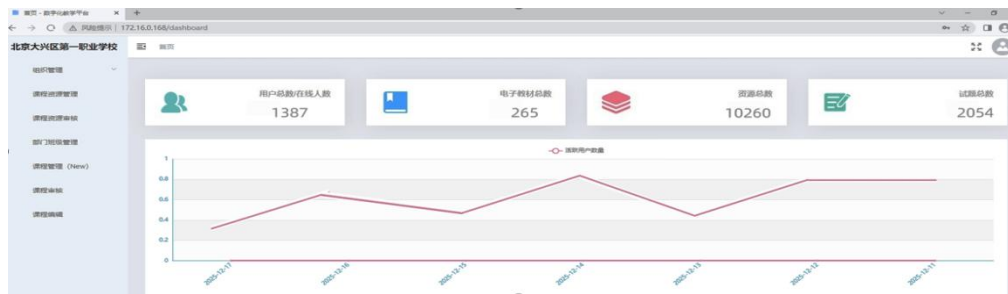 首页 - 数字化教学平台
风险提示 | 172.16.0.168/dashboard
北京大兴区第一职业学校
首页
组织管理
课程资源管理
课程资源审核
部门班级管理
课程管理 (New)
课程审核
课程编辑
用户总数/在线人数
1387
电子教材总数
265
资源总数
10260
试题总数
2054
活跃用户数量
1
0.8
0.6
0.4
0.2
0
2025-12-17
2025-12-16
2025-12-15
2025-12-14
2025-12-13
2025-12-12
2025-12-11